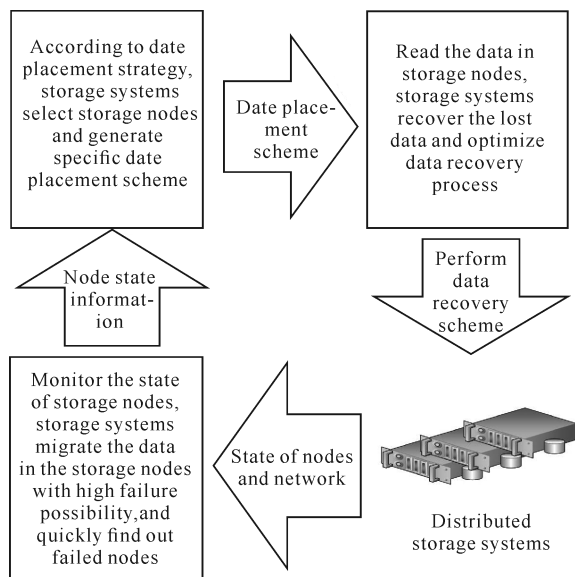 According to date
placement strategy,
storage systems
select storage nodes
and generate
specific date
placement scheme
Date place-
ment
scheme
Read the data in
storage nodes,
storage systems
recover the lost
data and optimize
data recovery
process
Perform
data
recovery
scheme
Distributed
storage systems
State of nodes
and network
Monitor the state
of storage nodes,
storage systems
migrate the data
in the storage nodes
with high failure
possibility,and
quickly find out
failed nodes
Node state
informat-
ion